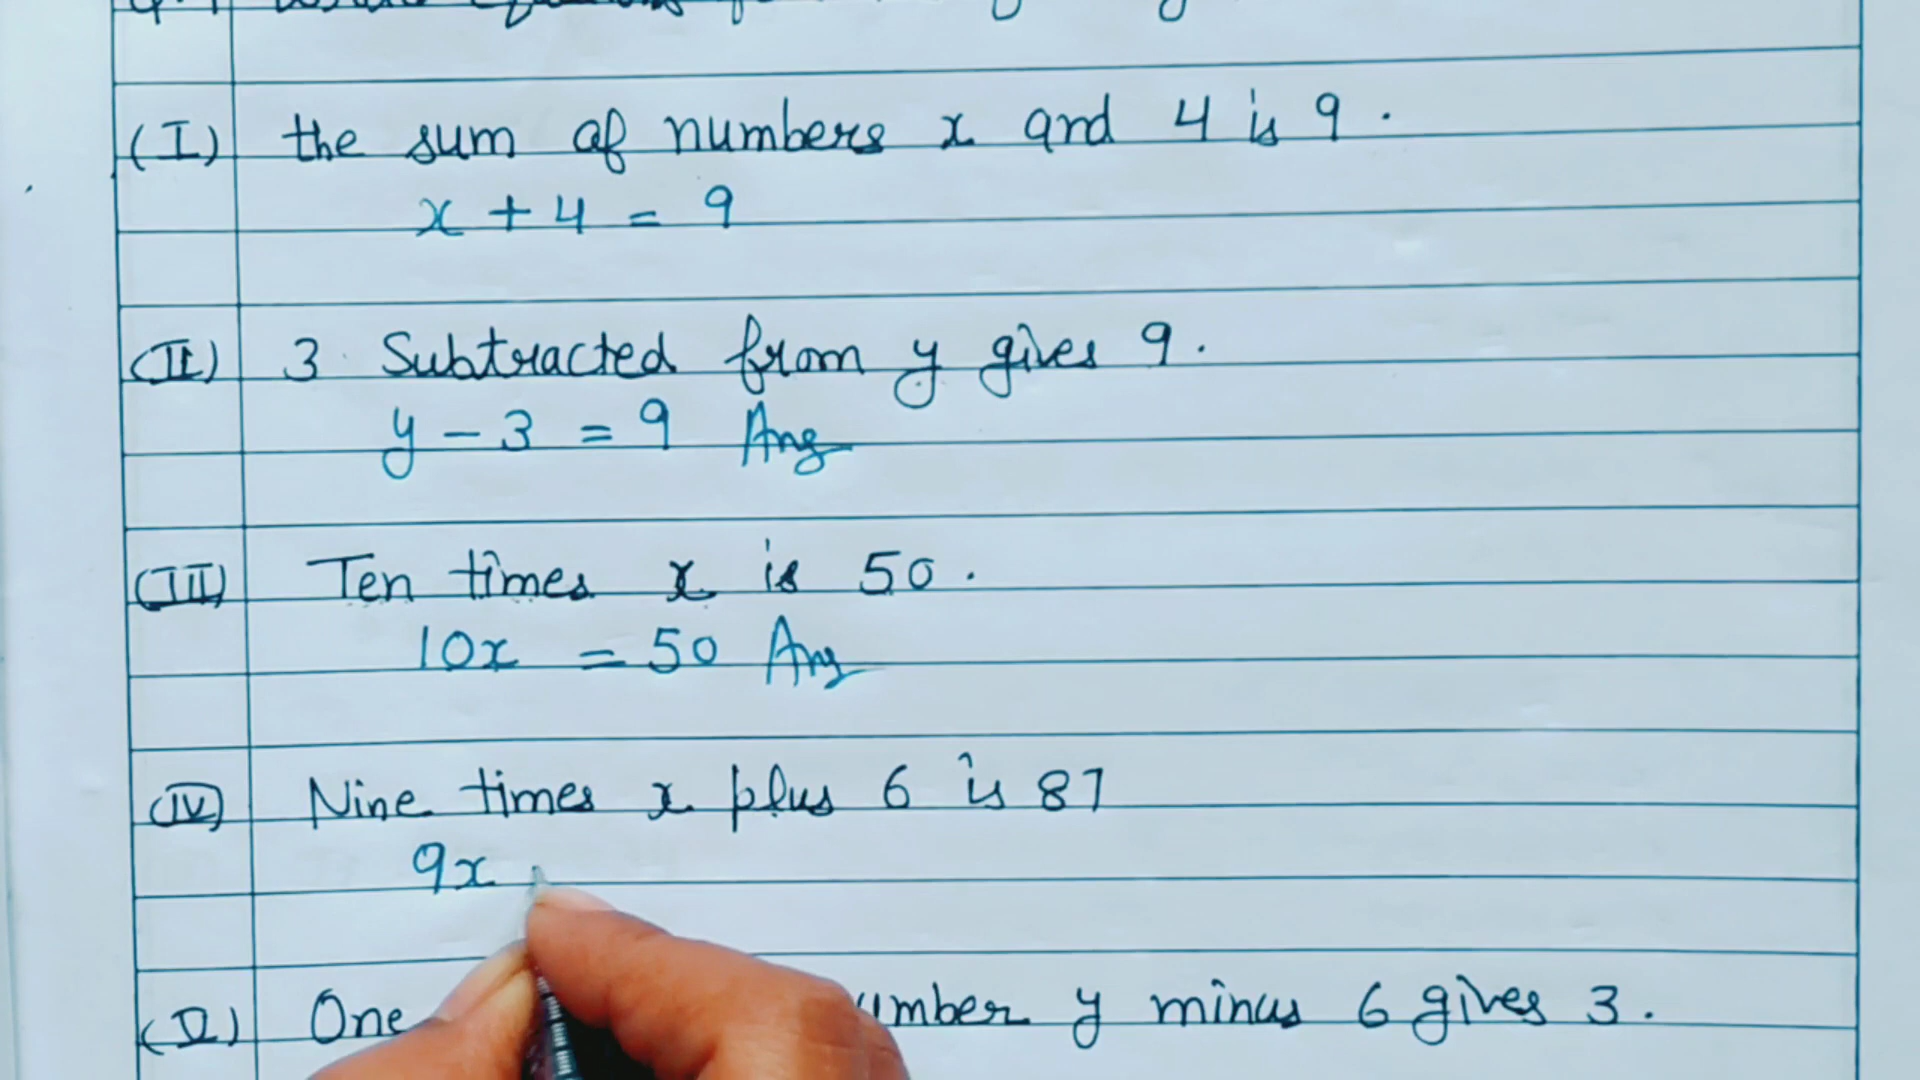 (I) the sum of numbers x and 4 is 9.
x + 4 = 9
(II) 3 Subtracted from y gives 9.
y - 3 = 9 Ans
(III) Ten times x is 50.
10x = 50 Ans
(IV) Nine times x plus 6 is 87
9x
(V) One number y minus 6 gives 3.